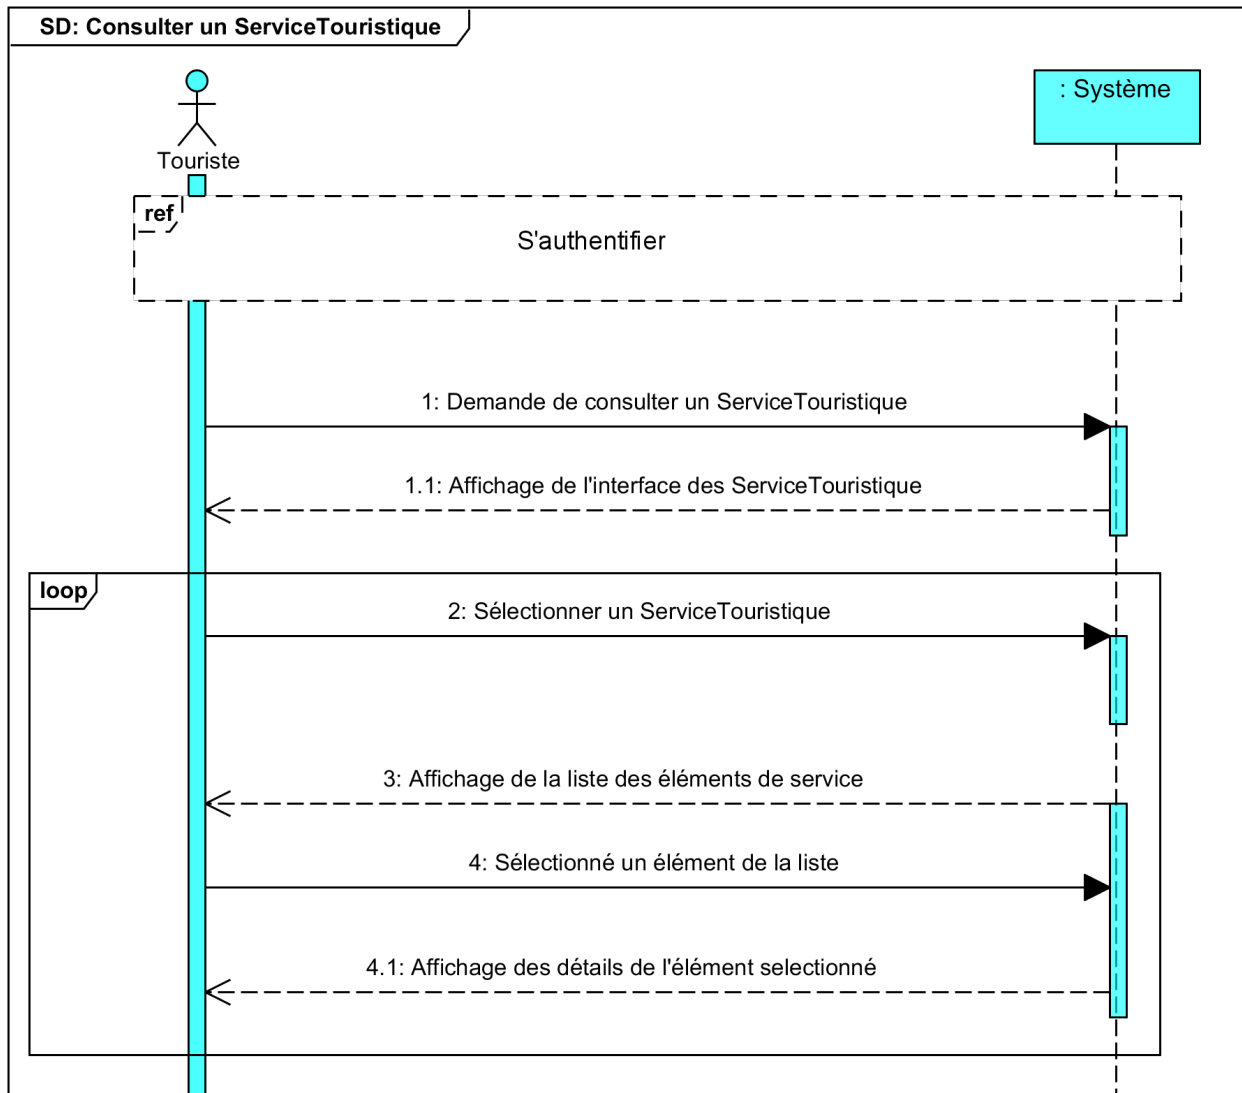 SD: Consulter un ServiceTouristique
: Système
Touriste
ref
S'authentifier
1: Demande de consulter un ServiceTouristique
1.1: Affichage de l'interface des ServiceTouristique
loop
2: Sélectionner un ServiceTouristique
3: Affichage de la liste des éléments de service
4: Sélectionné un élément de la liste
4.1: Affichage des détails de l'élément selectionné